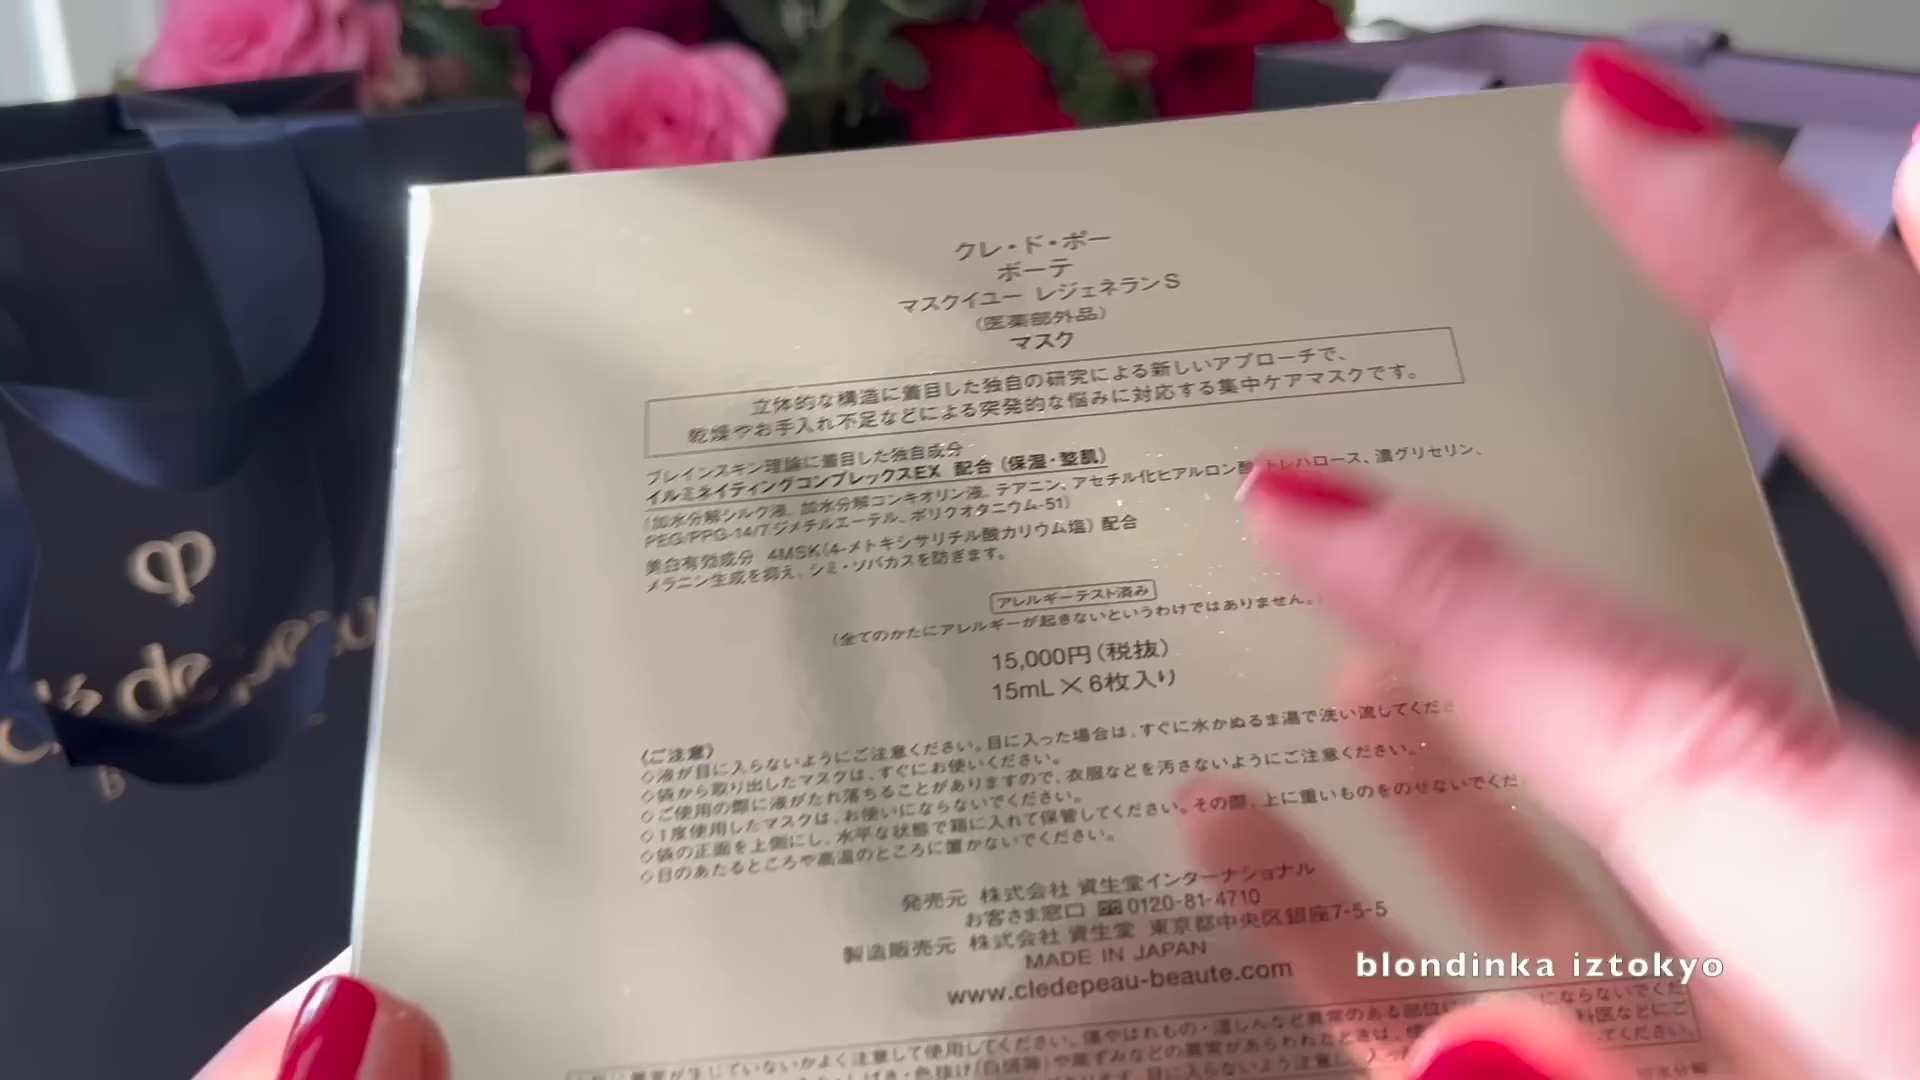 クレ・ド・ポー
ボーテ
マスクイユー レジェネランS
(医薬部外品)
マスク
立体的な構造に着目した独自の研究による新しいアプローチで、
乾燥やお手入れ不足などによる突発的な悩みに対応する集中ケアマスクです。
ブレインスキン理論に着目した独自成分
イルミネイティングコンプレックスEX 配合(保湿・整肌)
(加水分解シルク液、加水分解コンキオリン液、テアニン、アセチル化ヒアルロン酸、トレハロース、濃グリセリン、
PEG/PPG-14/7ジメチルエーテル、ポリクオタニウム-51)
美白有効成分 4MSK(4-メトキシサリチル酸カリウム塩)配合
メラニン生成を抑え、シミ・ソバカスを防ぎます。
アレルギーテスト済み
(全てのかたにアレルギーが起きないというわけではありません。)
15,000円(税抜)
15mL×6枚入り
〈ご注意〉
◇液が目に入らないようにご注意ください。目に入った場合は、すぐに水かぬるま湯で洗い流してくださ
◇袋から取り出したマスクは、すぐにお使いください。
◇ご使用の際に液がたれ落ちることがありますので、衣服などを汚さないようにご注意ください。
◇1度使用したマスクは、お使いにならないでください。
◇袋の正面を上側にし、水平な状態で箱に入れて保管してください。その際、上に重いものをのせないでくだ
◇日のあたるところや高温のところに置かないでください。
発売元 株式会社 資生堂インターナショナル
お客さま窓口 0120-81-4710
製造販売元 株式会社 資生堂 東京都中央区銀座7-5-5
MADE IN JAPAN
www.cledepeau-beaute.com
blondinka iztokyo
de